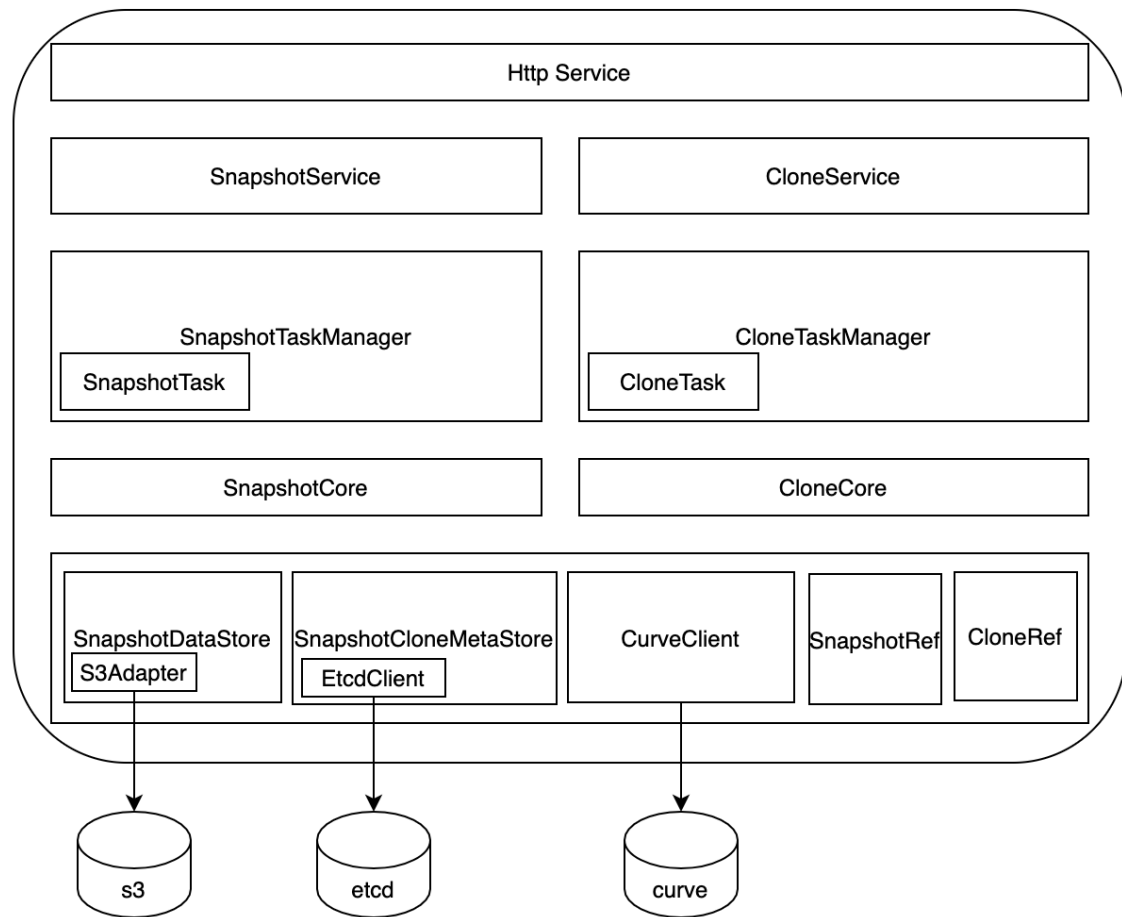 Http Service
SnapshotService
CloneService
SnapshotTaskManager
SnapshotTask
CloneTaskManager
CloneTask
SnapshotCore
CloneCore
SnapshotDataStore
S3Adapter
SnapshotCloneMetaStore
EtcdClient
CurveClient
SnapshotRef
CloneRef
s3
etcd
curve